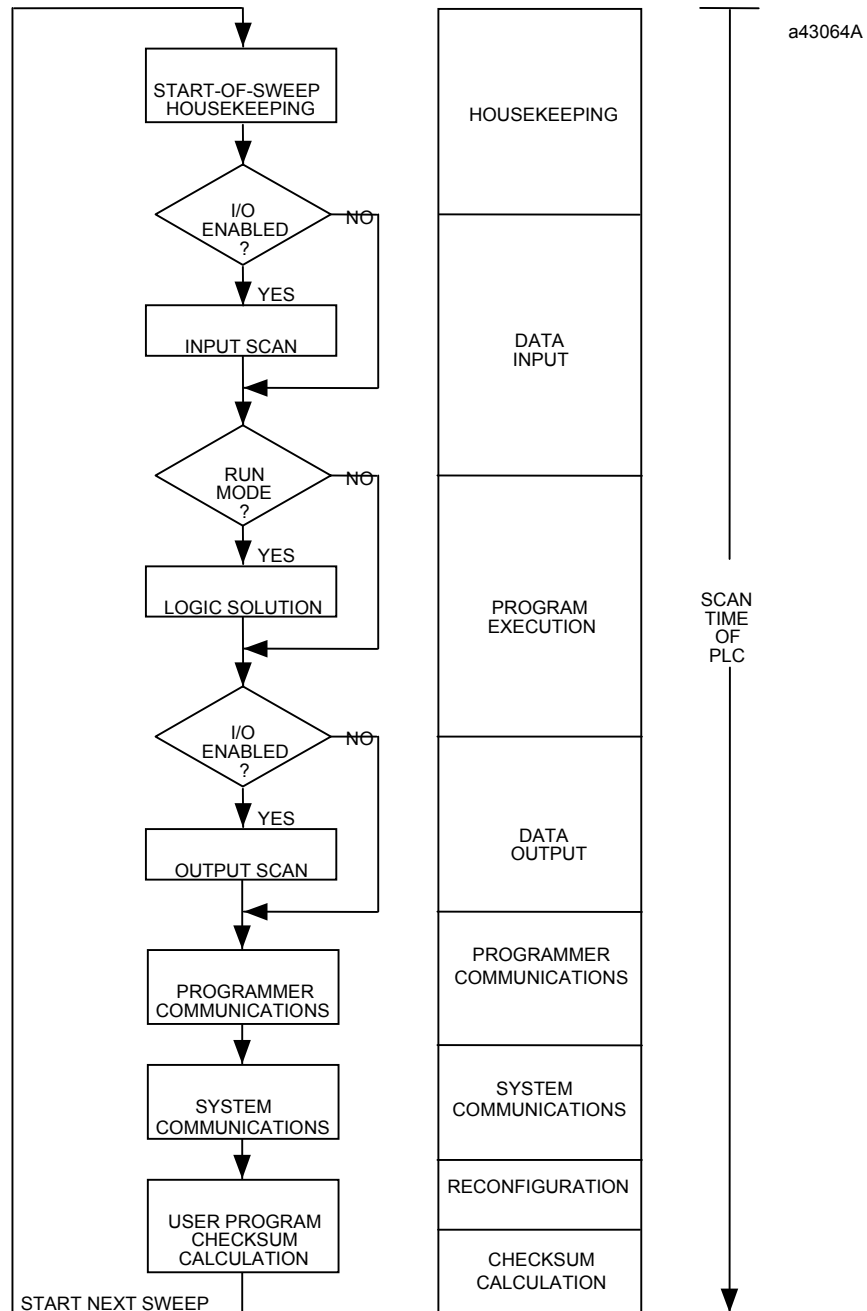 a43064A
START-OF-SWEEP
HOUSEKEEPING
I/O
ENABLED
?
NO
YES
INPUT SCAN
RUN
MODE
?
NO
YES
LOGIC SOLUTION
I/O
ENABLED
?
NO
YES
OUTPUT SCAN
PROGRAMMER
COMMUNICATIONS
SYSTEM
COMMUNICATIONS
USER PROGRAM
CHECKSUM
CALCULATION
START NEXT SWEEP
HOUSEKEEPING
DATA
INPUT
PROGRAM
EXECUTION
DATA
OUTPUT
PROGRAMMER
COMMUNICATIONS
SYSTEM
COMMUNICATIONS
RECONFIGURATION
CHECKSUM
CALCULATION
SCAN
TIME
OF
PLC